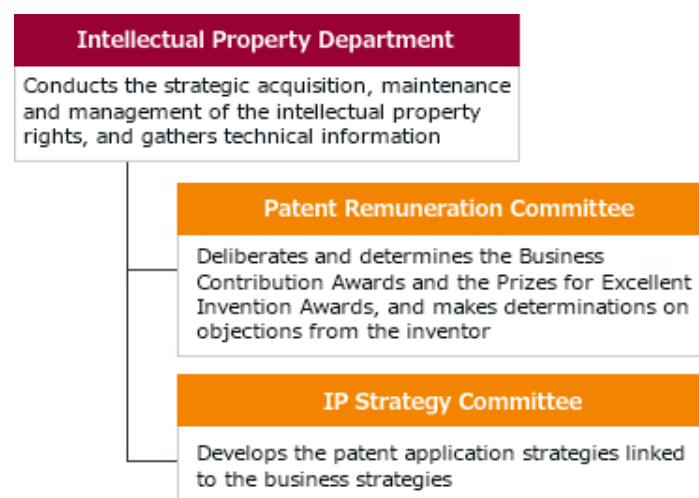 Intellectual Property Department
Conducts the strategic acquisition, maintenance
and management of the intellectual property
rights, and gathers technical information
Patent Remuneration Committee
Deliberates and determines the Business
Contribution Awards and the Prizes for Excellent
Invention Awards, and makes determinations on
objections from the inventor
IP Strategy Committee
Develops the patent application strategies linked
to the business strategies